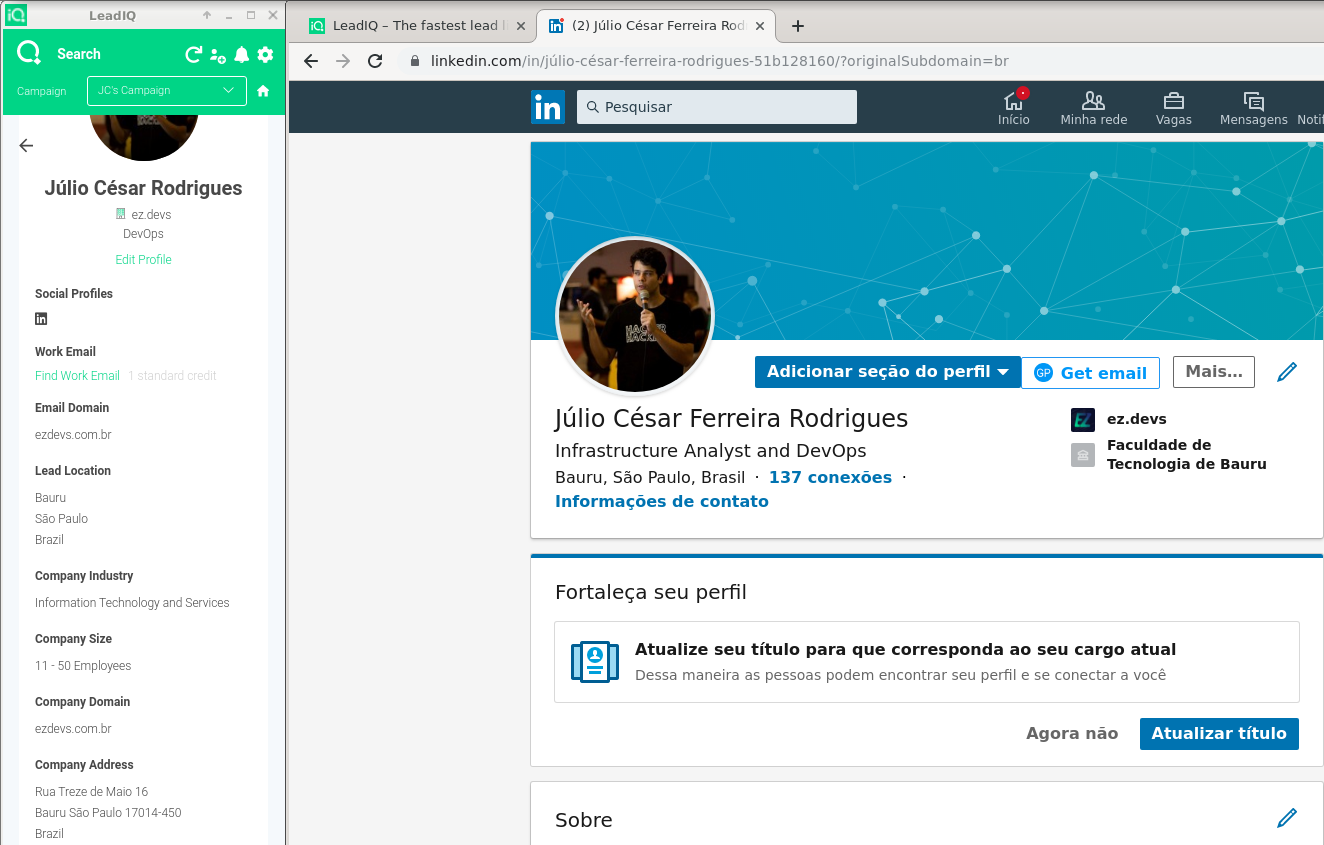 LeadIQ
Search
Campaign
JC's Campaign
Júlio César Rodrigues
ez.devs
DevOps
Edit Profile
Social Profiles
in
Work Email
Find Work Email 1 standard credit
Email Domain
ezdevs.com.br
Lead Location
Bauru
São Paulo
Brazil
Company Industry
Information Technology and Services
Company Size
11 - 50 Employees
Company Domain
ezdevs.com.br
Company Address
Rua Treze de Maio 16
Bauru São Paulo 17014-450
Brazil
LeadIQ – The fastest lead
(2) Júlio César Ferreira Rod
linkedin.com/in/júlio-césar-ferreira-rodrigues-51b128160/?originalSubdomain=br
in
Pesquisar
Início
Minha rede
Vagas
Mensagens
Notif
Adicionar seção do perfil
GP Get email
Mais...
Júlio César Ferreira Rodrigues
Infrastructure Analyst and DevOps
Bauru, São Paulo, Brasil · 137 conexões ·
Informações de contato
EZ ez.devs
Faculdade de
Tecnologia de Bauru
Fortaleça seu perfil
Atualize seu título para que corresponda ao seu cargo atual
Dessa maneira as pessoas podem encontrar seu perfil e se conectar a você
Agora não
Atualizar título
Sobre